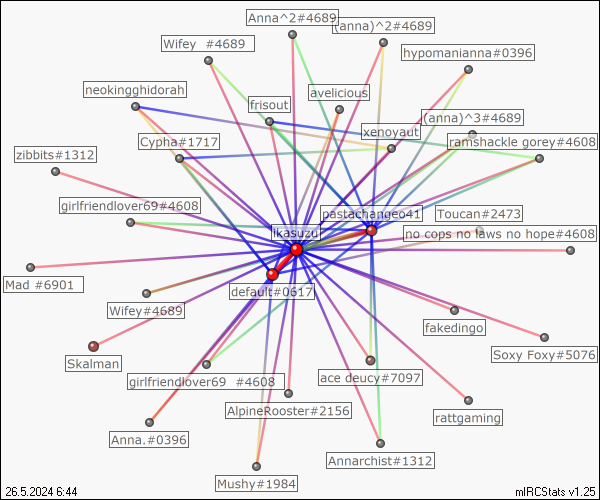 Anna^2#4689
(anna)^2#4689
Wifey  #4689
hypomanianna#0396
neokingghidorah
avelicious
frisout
(anna)^3#4689
xenoyaut
Cypha#1717
ramshackle gorey#4608
zibbits#1312
girlfriendlover69#4608
pastachangeo41
Toucan#2473
ikasuzu
no cops no laws no hope#4608
Mad #6901
default#0617
Wifey#4689
fakedingo
Skalman
Soxy Foxy#5076
girlfriendlover69  #4608
ace deucy#7097
AlpineRooster#2156
rattgaming
Anna.#0396
Annarchist#1312
Mushy#1984
26.5.2024 6:44
mIRCStats v1.25